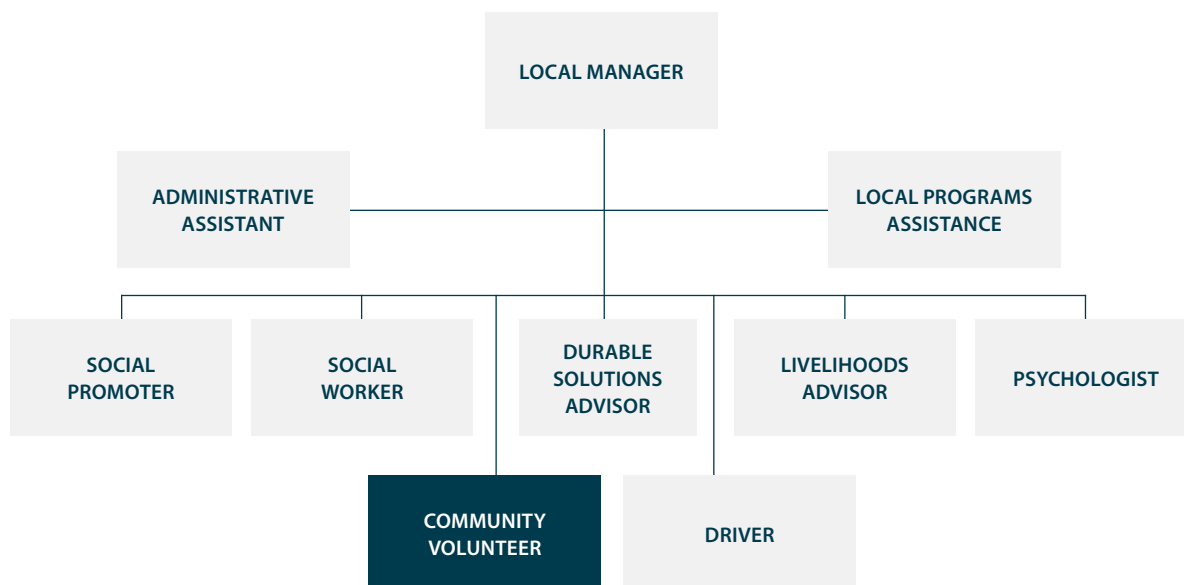 LOCAL MANAGER
ADMINISTRATIVE
ASSISTANT
LOCAL PROGRAMS
ASSISTANCE
SOCIAL
PROMOTER
SOCIAL
WORKER
DURABLE
SOLUTIONS
ADVISOR
LIVELIHOODS
ADVISOR
PSYCHOLOGIST
COMMUNITY
VOLUNTEER
DRIVER